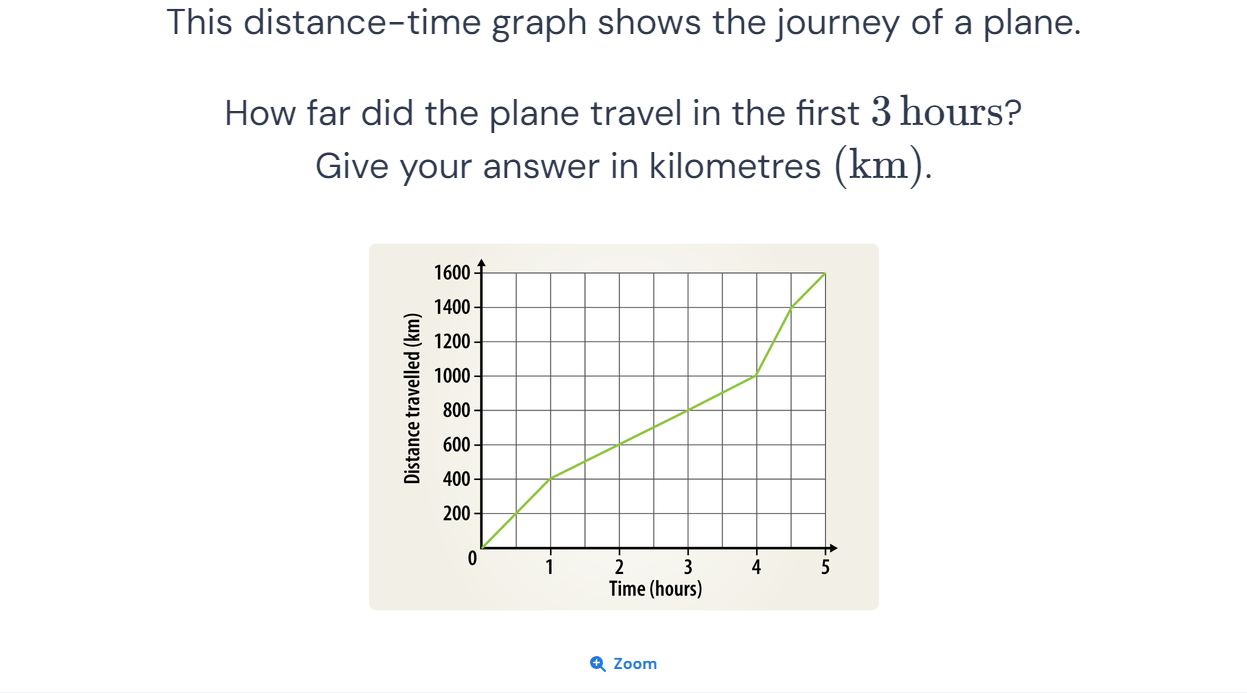 This distance-time graph shows the journey of a plane.
How far did the plane travel in the first 3 hours?
Give your answer in kilometres (km).
1600
1400
1200
1000
800
600
400
200
0
Distance travelled (km)
1 2 3 4 5
Time (hours)
Zoom